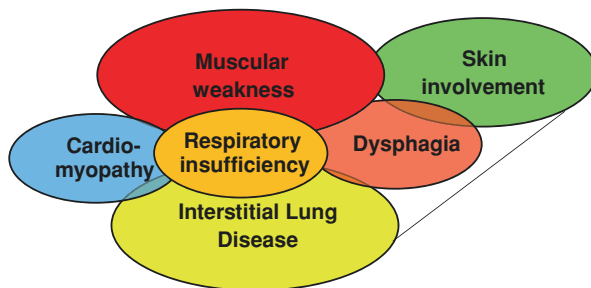 Muscular
weakness
Skin
involvement
Cardio-
myopathy
Respiratory
insufficiency
Dysphagia
Interstitial Lung
Disease